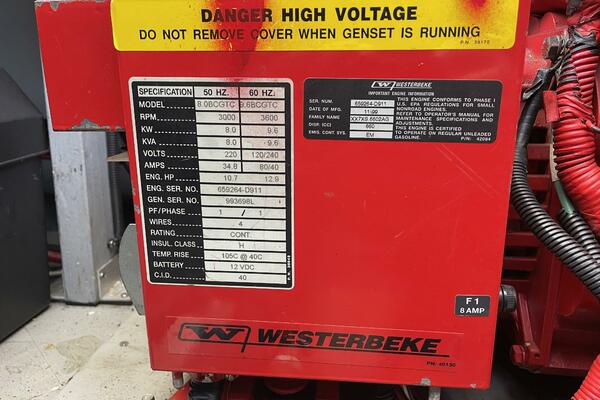 DANGER HIGH VOLTAGE
DO NOT REMOVE COVER WHEN GENSET IS RUNNING
P.N. 39170
SPECIFICATION 50 HZ. 60 HZ.
MODEL 8.0BCGTC 9.6BCGTC
RPM 3000 3600
KW 8.0 9.6
KVA 8.0 9.6
VOLTS 220 120/240
AMPS 34.8 80/40
ENG. HP 10.7 12.9
ENG. SER. NO. 659264-D911
GEN. SER. NO. 993698L
PF/PHASE 1 / 1
WIRES 4
RATING CONT
INSUL. CLASS H
TEMP. RISE 105C @ 40C
BATTERY 12 VDC
C.I.D. 40
WESTERBEKE
IMPORTANT ENGINE INFORMATION
SER. NUM. 659264-D911
DATE OF MFG. 11-99
FAMILY NAME XX7XS.6602AG
DISP. (CC) 660
EMIS. CONT. SYS. EM
THIS ENGINE CONFORMS TO PHASE I
U.S. EPA REGULATIONS FOR SMALL
NONROAD ENGINES.
REFER TO OPERATOR'S MANUAL FOR
MAINTENANCE SPECIFICATIONS AND
ADJUSTMENTS.
THIS ENGINE IS CERTIFIED
TO OPERATE ON REGULAR UNLEADED
GASOLINE. P/N: 42084
F1
8 AMP
WESTERBEKE
PN: 40150